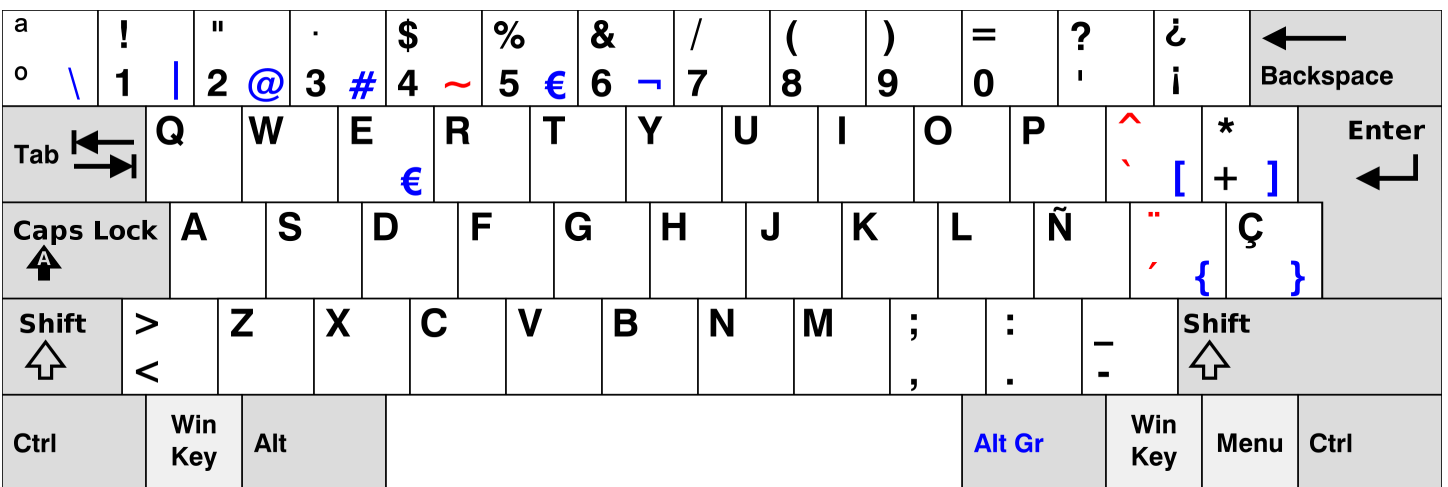 ª ! " · $ % & / ( ) = ? ¿
º \ 1 | 2 @ 3 # 4 ~ 5 € 6 ¬ 7 8 9 0 ' ¡ Backspace
Tab Q W E € R T Y U I O P ^ ` [ * + ] Enter
Caps Lock A A S D F G H J K L Ñ ¨ ´ { Ç }
Shift > < Z X C V B N M ; , : . _ - Shift
Ctrl Win Key Alt Alt Gr Win Key Menu Ctrl